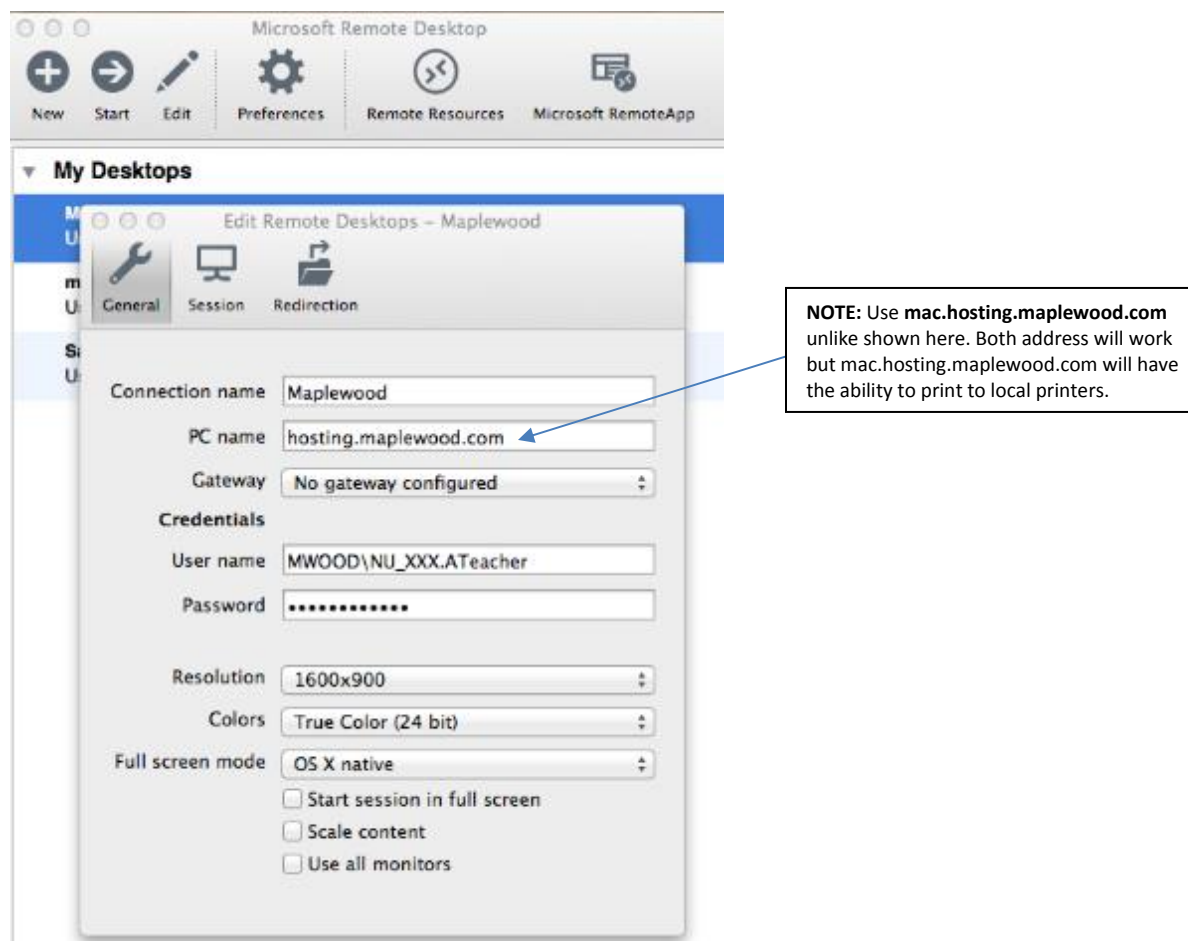 Microsoft Remote Desktop
New Start Edit Preferences Remote Resources Microsoft RemoteApp
My Desktops
Edit Remote Desktops – Maplewood
General Session Redirection
Connection name Maplewood
PC name hosting.maplewood.com
Gateway No gateway configured
Credentials
User name MWOOD\NU_XXX.ATeacher
Password ••••••••••••
Resolution 1600x900
Colors True Color (24 bit)
Full screen mode OS X native
Start session in full screen
Scale content
Use all monitors
NOTE: Use mac.hosting.maplewood.com
unlike shown here. Both address will work
but mac.hosting.maplewood.com will have
the ability to print to local printers.